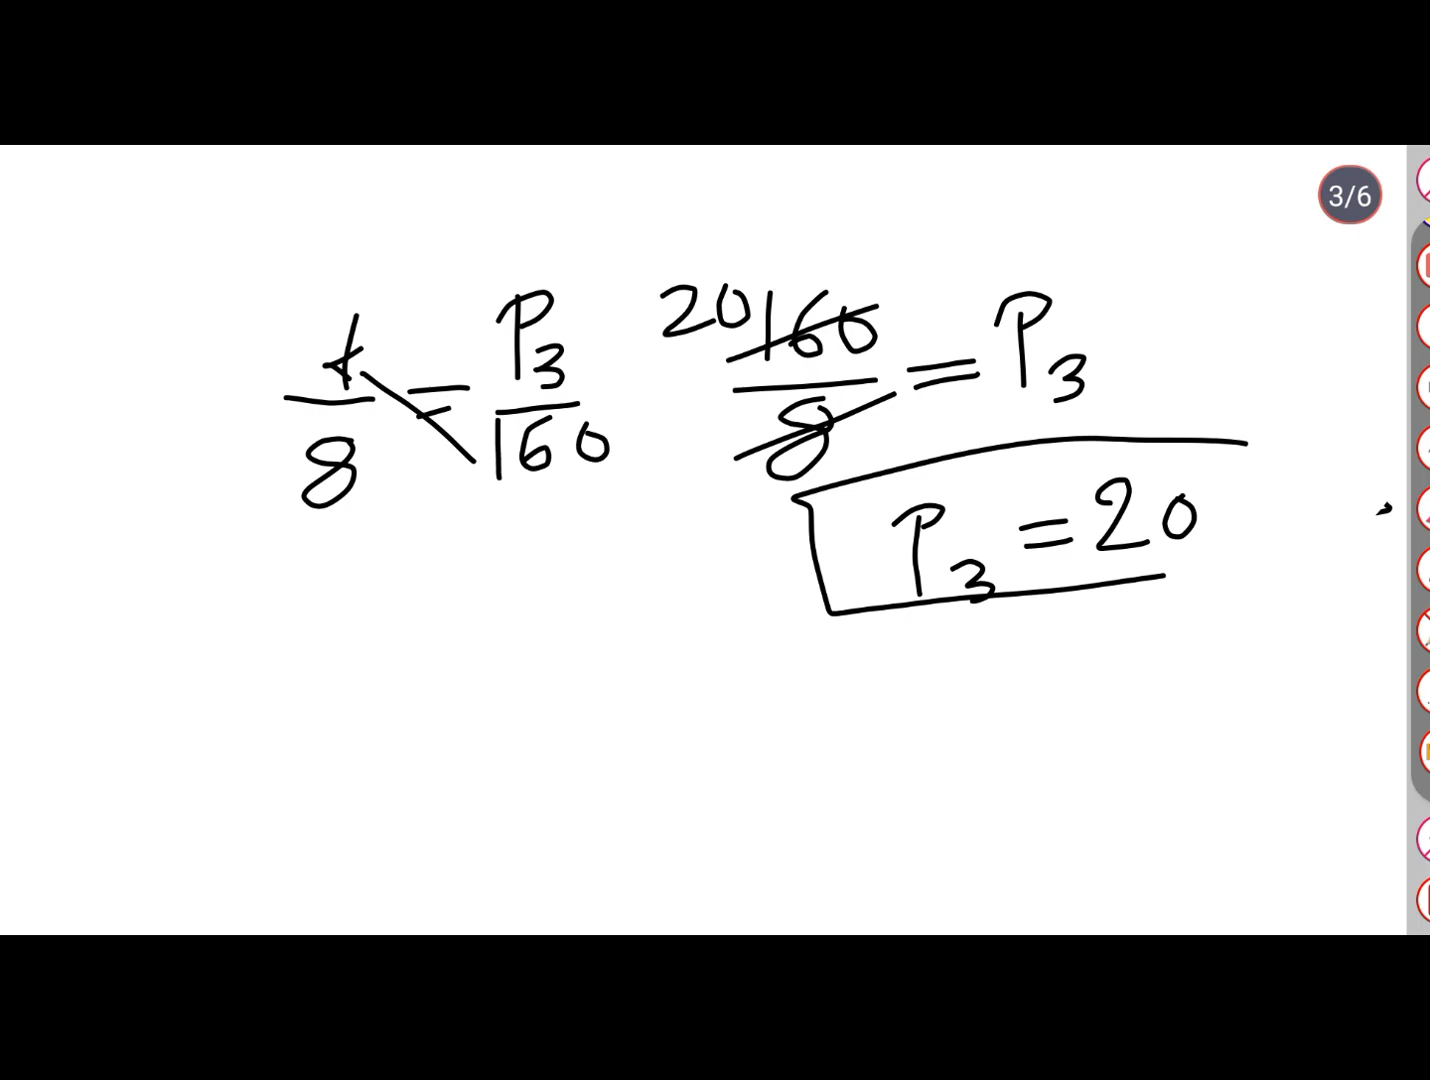 3/6
1/8 = P3/160
20 160/8 = P3
P3 = 20